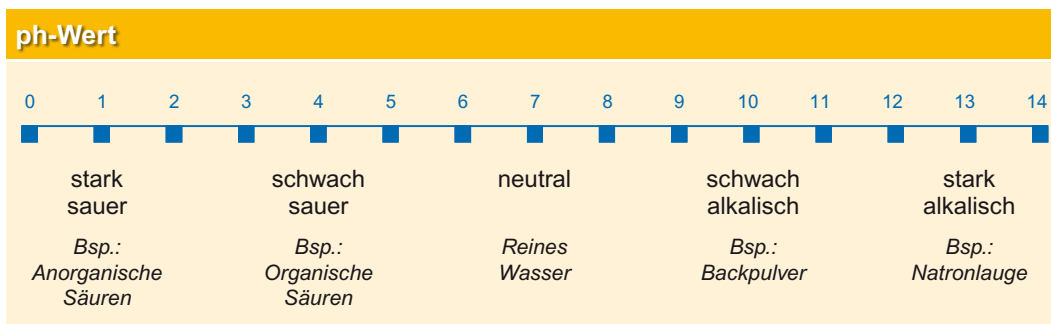 ph-Wert
0 1 2 3 4 5 6 7 8 9 10 11 12 13 14
stark sauer
schwach sauer
neutral
schwach alkalisch
stark alkalisch
Bsp.: Anorganische Säuren
Bsp.: Organische Säuren
Reines Wasser
Bsp.: Backpulver
Bsp.: Natronlauge